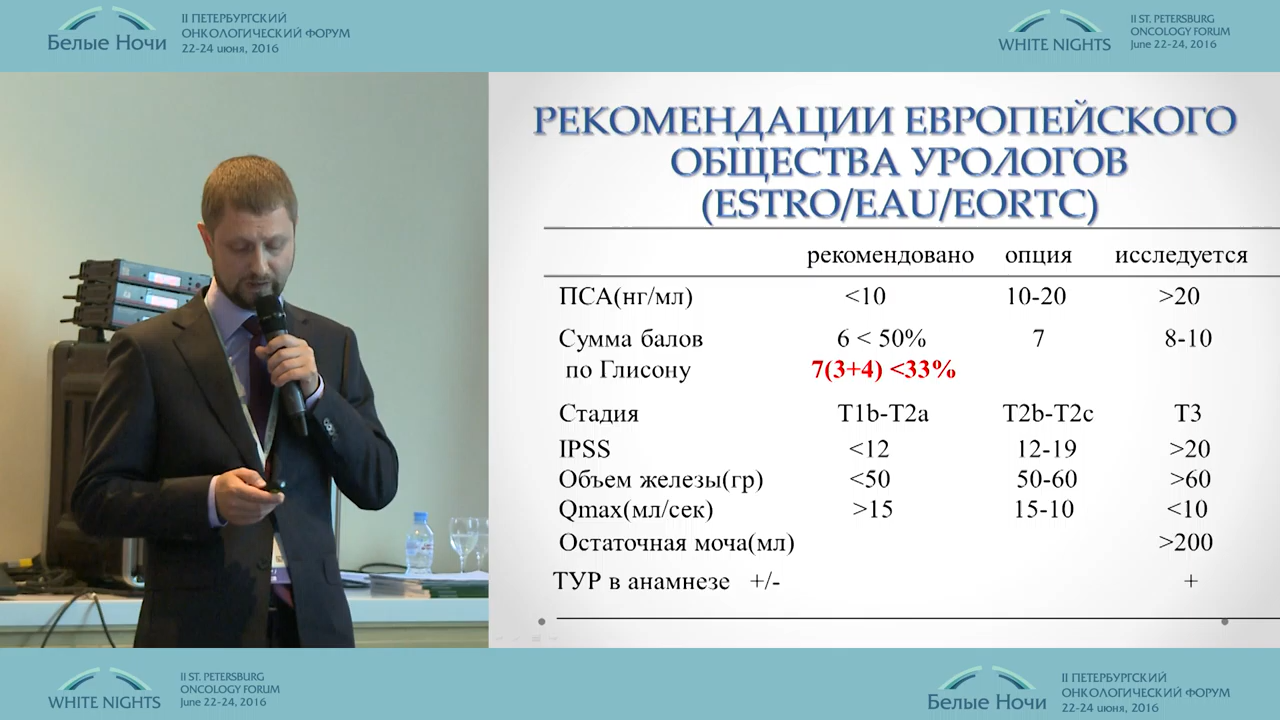 Белые Ночи
II ПЕТЕРБУРГСКИЙ
ОНКОЛОГИЧЕСКИЙ ФОРУМ
22-24 июня, 2016
WHITE NIGHTS
II ST. PETERSBURG
ONCOLOGY FORUM
June 22-24, 2016
РЕКОМЕНДАЦИИ ЕВРОПЕЙСКОГО
ОБЩЕСТВА УРОЛОГОВ
(ESTRO/EAU/EORTC)
рекомендовано опция исследуется
ПСА(нг/мл) <10 10-20 >20
Сумма балов 6 < 50% 7 8-10
по Глисону 7(3+4) <33%
Стадия T1b-T2a T2b-T2c T3
IPSS <12 12-19 >20
Объем железы(гр) <50 50-60 >60
Qmax(мл/сек) >15 15-10 <10
Остаточная моча(мл) >200
ТУР в анамнезе +/- +
WHITE NIGHTS
II ST. PETERSBURG
ONCOLOGY FORUM
June 22-24, 2016
Белые Ночи
II ПЕТЕРБУРГСКИЙ
ОНКОЛОГИЧЕСКИЙ ФОРУМ
22-24 июня, 2016